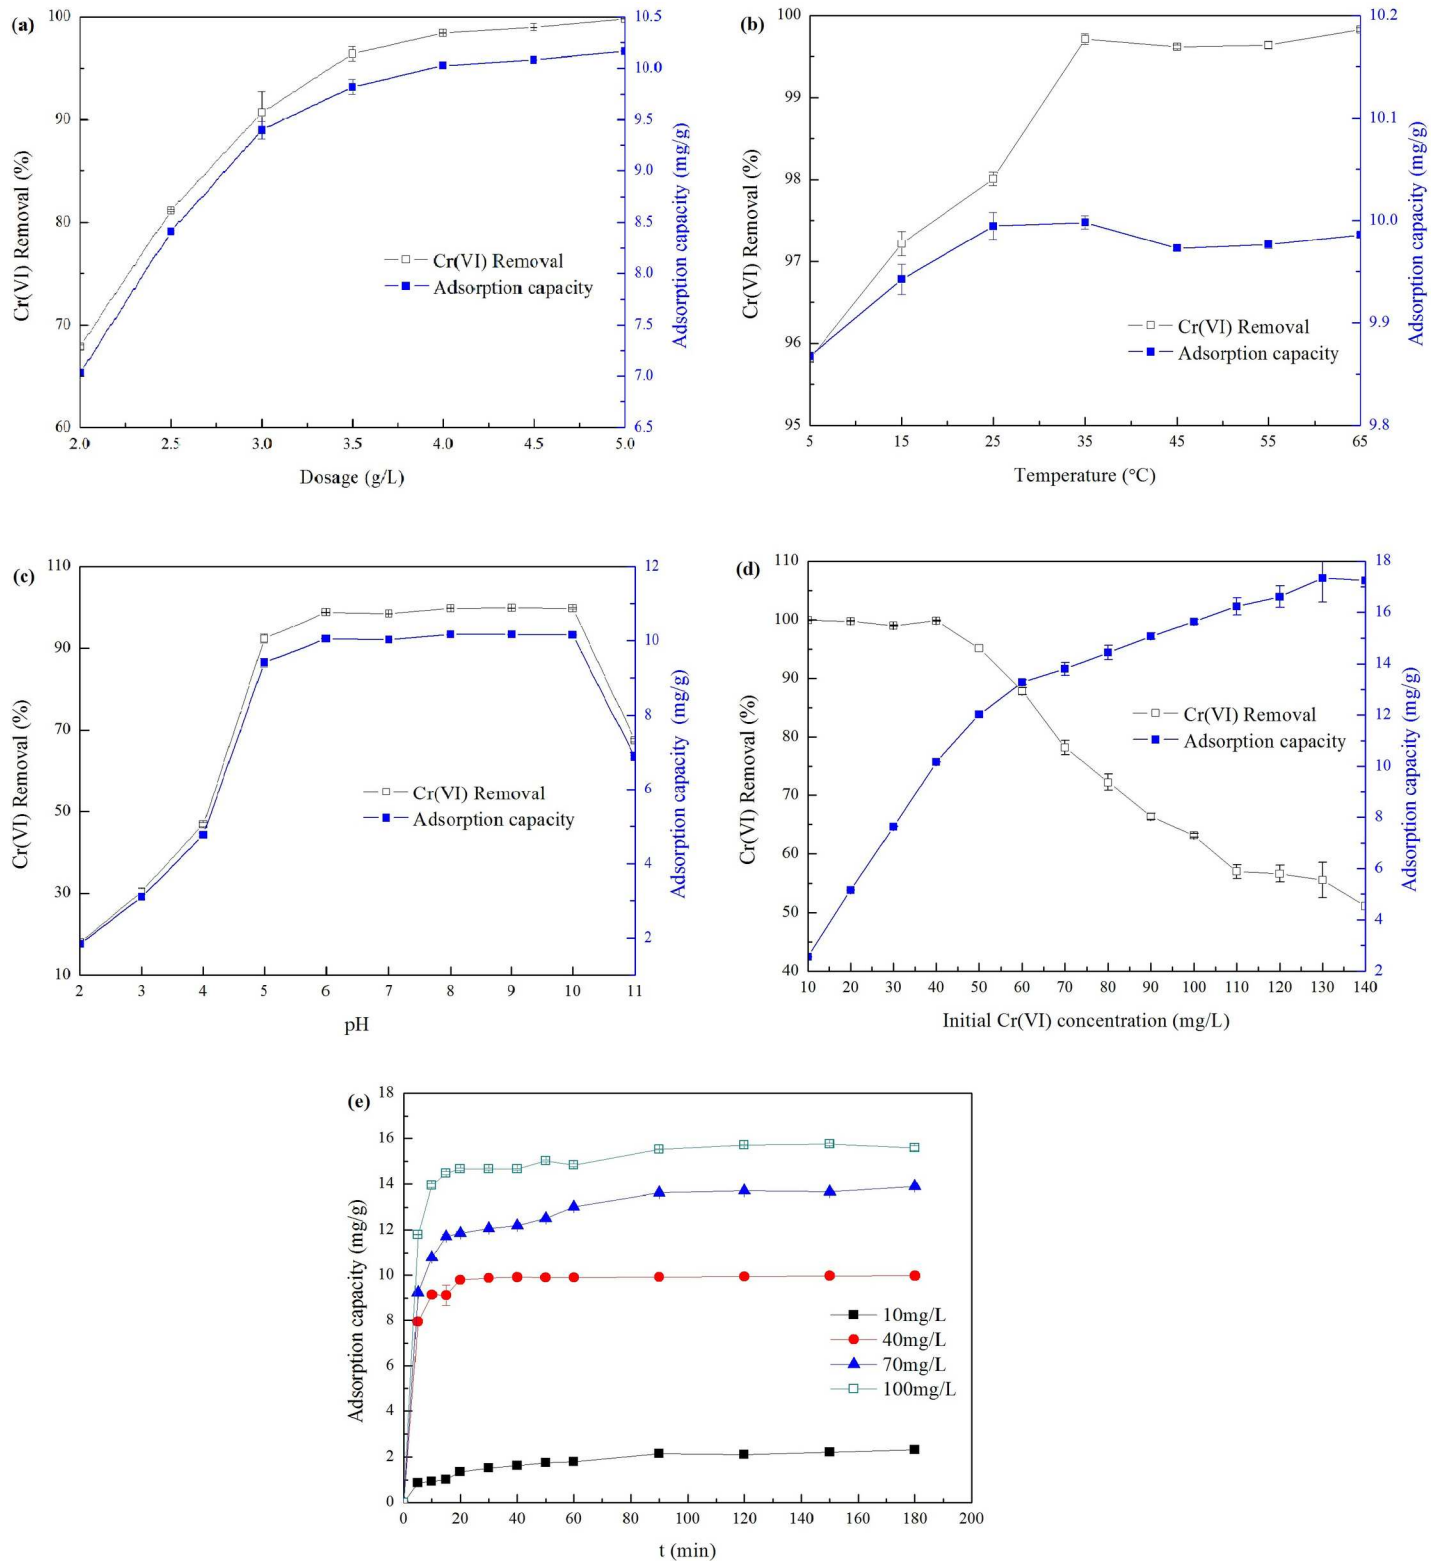 (a)
100
90
80
70
60
Cr(VI) Removal (%)
10.5
10.0
9.5
9.0
8.5
8.0
7.5
7.0
6.5
Adsorption capacity (mg/g)
Cr(VI) Removal
Adsorption capacity
2.0 2.5 3.0 3.5 4.0 4.5 5.0
Dosage (g/L)
(b)
100
99
98
97
96
95
Cr(VI) Removal (%)
10.2
10.1
10.0
9.9
9.8
Adsorption capacity (mg/g)
Cr(VI) Removal
Adsorption capacity
5 15 25 35 45 55 65
Temperature (°C)
(c)
110
90
70
50
30
10
Cr(VI) Removal (%)
12
10
8
6
4
2
Adsorption capacity (mg/g)
Cr(VI) Removal
Adsorption capacity
2 3 4 5 6 7 8 9 10 11
pH
(d)
110
100
90
80
70
60
50
40
Cr(VI) Removal (%)
18
16
14
12
10
8
6
4
2
Adsorption capacity (mg/g)
Cr(VI) Removal
Adsorption capacity
10 20 30 40 50 60 70 80 90 100 110 120 130 140
Initial Cr(VI) concentration (mg/L)
(e)
18
16
14
12
10
8
6
4
2
0
Adsorption capacity (mg/g)
10mg/L
40mg/L
70mg/L
100mg/L
0 20 40 60 80 100 120 140 160 180 200
t (min)